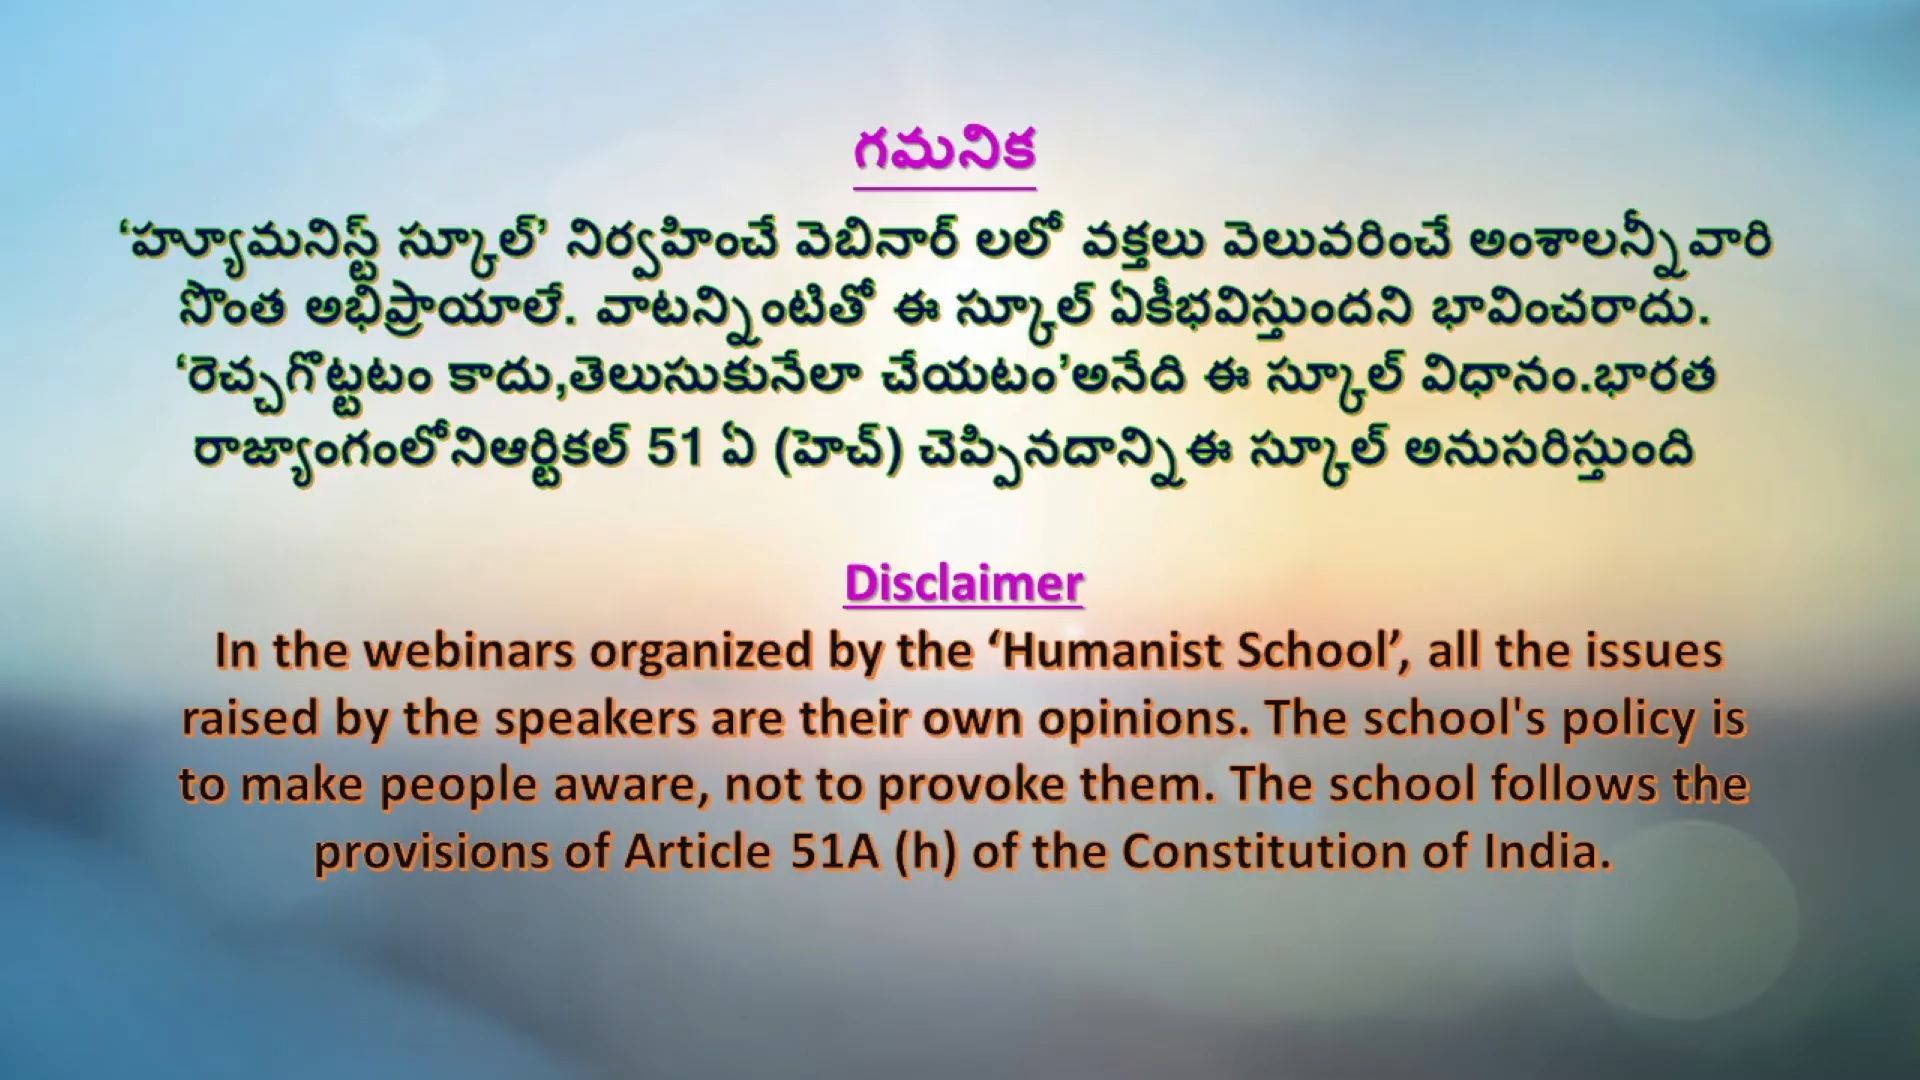 గమనిక
‘హ్యూమనిస్ట్ స్కూల్’ నిర్వహించే వెబినార్ లలో వక్తలు వెలువరించే అంశాలన్నీ వారి
సొంత అభిప్రాయాలే. వాటన్నింటితో ఈ స్కూల్ ఏకీభవిస్తుందని భావించరాదు.
‘రెచ్చగొట్టటం కాదు,తెలుసుకునేలా చేయటం’అనేది ఈ స్కూల్ విధానం.భారత
రాజ్యాంగంలోనిఆర్టికల్ 51 ఏ (హెచ్) చెప్పినదాన్ని ఈ స్కూల్ అనుసరిస్తుంది
Disclaimer
In the webinars organized by the ‘Humanist School’, all the issues
raised by the speakers are their own opinions. The school's policy is
to make people aware, not to provoke them. The school follows the
provisions of Article 51A (h) of the Constitution of India.